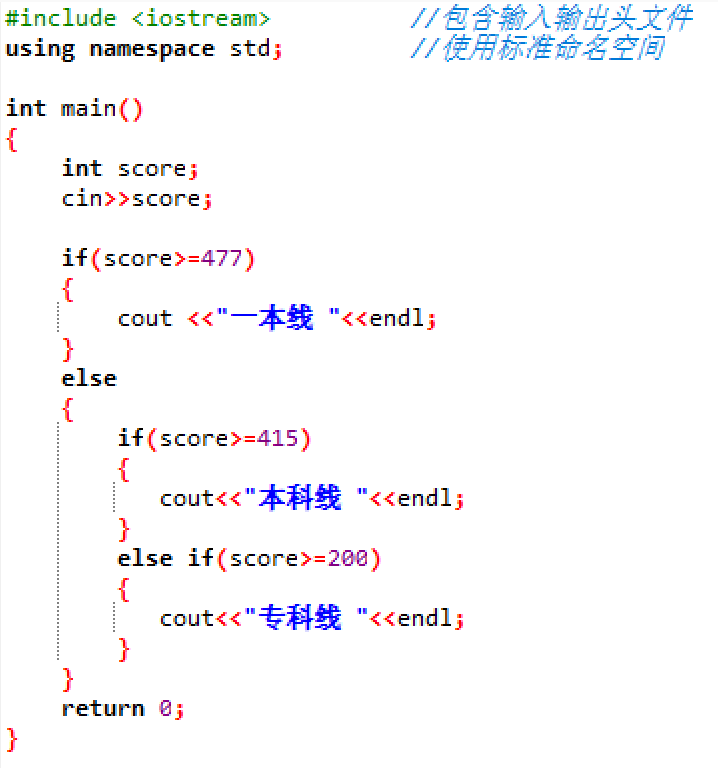 #include <iostream> //包含输入输出头文件
using namespace std; //使用标准命名空间
int main()
{
int score;
cin>>score;
if(score>=477)
{
cout <<"一本线 "<<endl;
}
else
{
if(score>=415)
{
cout<<"本科线 "<<endl;
}
else if(score>=200)
{
cout<<"专科线 "<<endl;
}
}
return 0;
}